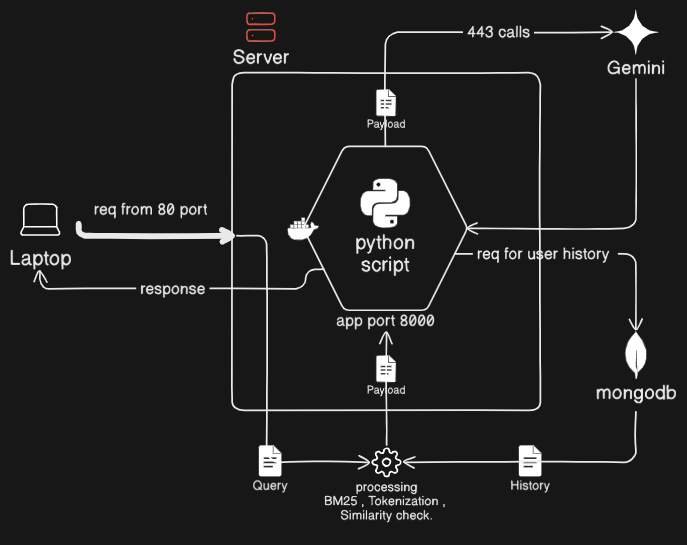 443 calls
Server
Gemini
Payload
req from 80 port
python
script
Laptop
req for user history
response
app port 8000
Payload
mongodb
Query
History
processing
BM25 , Tokenization ,
Similarity check.